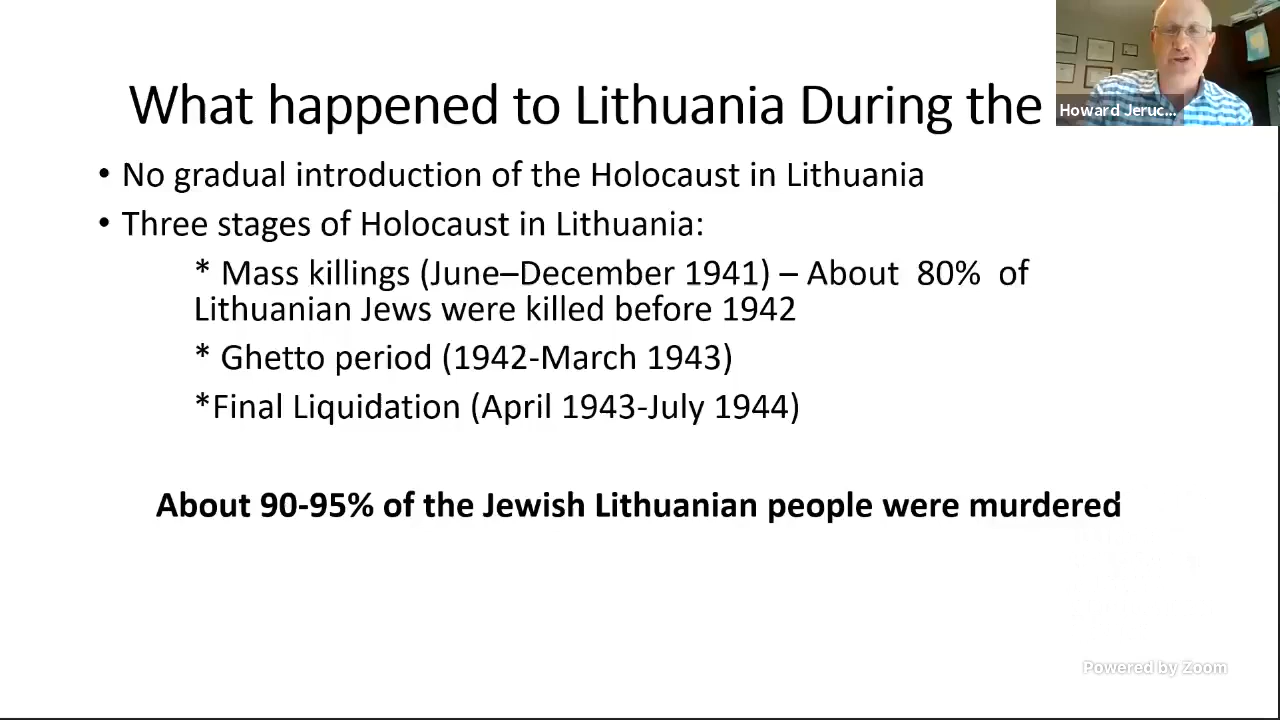 What happened to Lithuania During the
Howard Jeruc...
• No gradual introduction of the Holocaust in Lithuania
• Three stages of Holocaust in Lithuania:
* Mass killings (June–December 1941) – About 80% of
Lithuanian Jews were killed before 1942
* Ghetto period (1942-March 1943)
*Final Liquidation (April 1943-July 1944)
About 90-95% of the Jewish Lithuanian people were murdered
Powered by Zoom